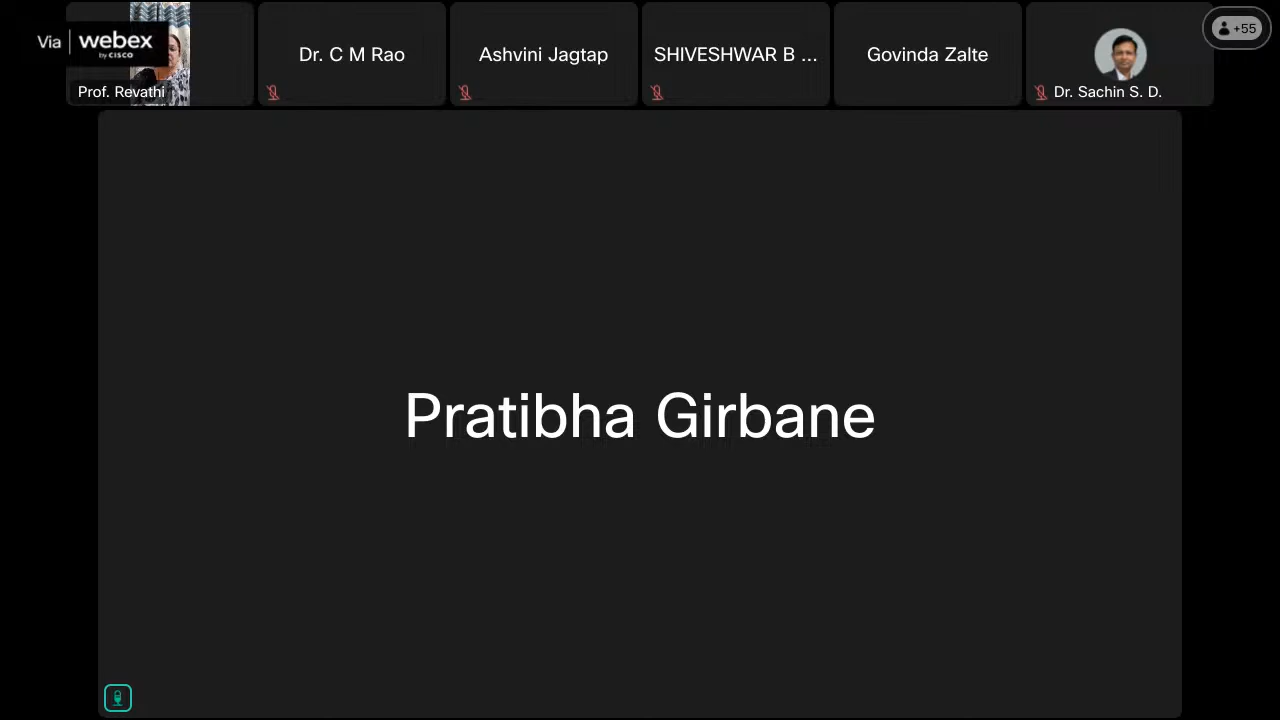 Via webex
by CISCO
Prof. Revathi
Dr. C M Rao
Ashvini Jagtap
SHIVESHWAR B ...
Govinda Zalte
Dr. Sachin S. D.
+55
Pratibha Girbane